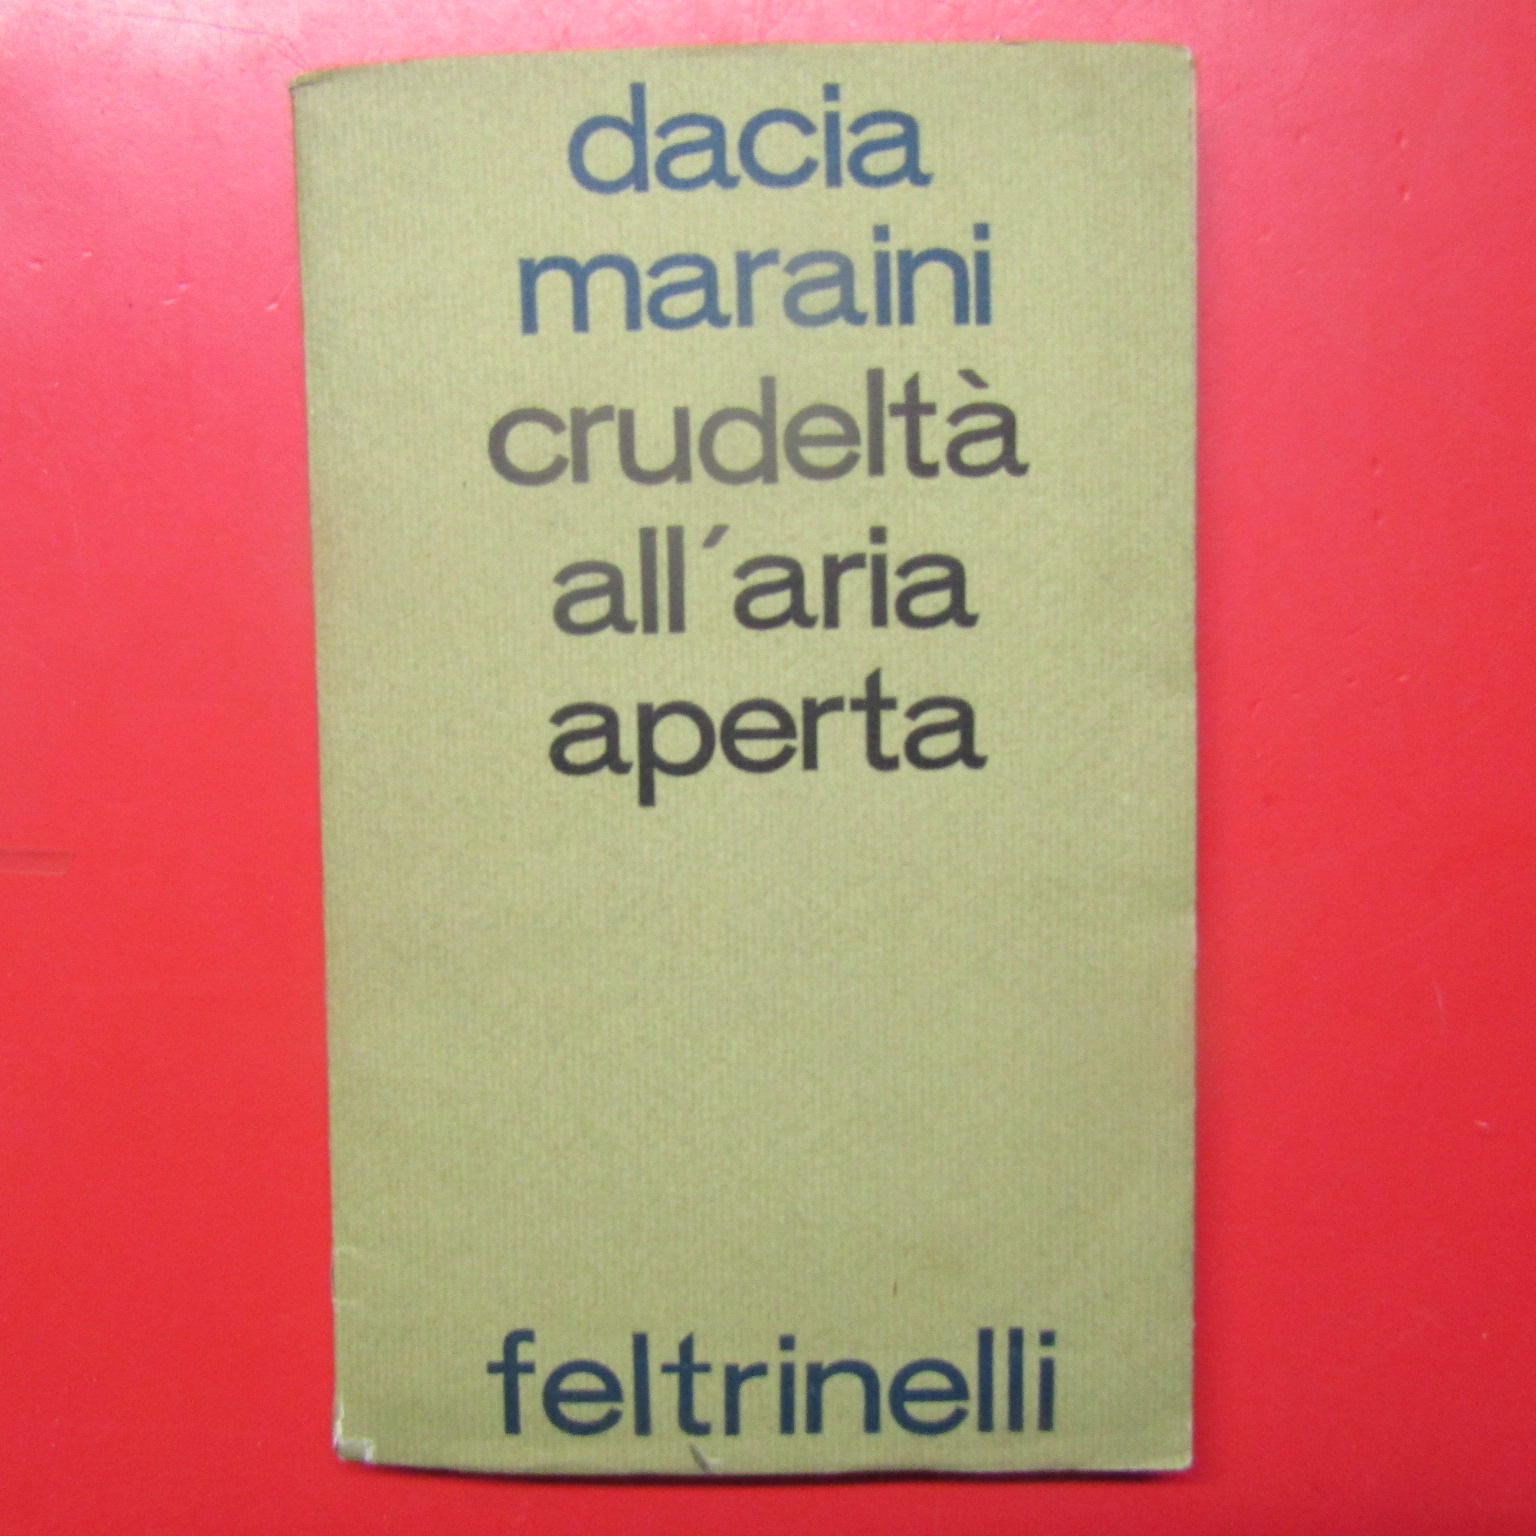 dacia
maraini
crudeltà
all´aria
aperta
feltrinelli